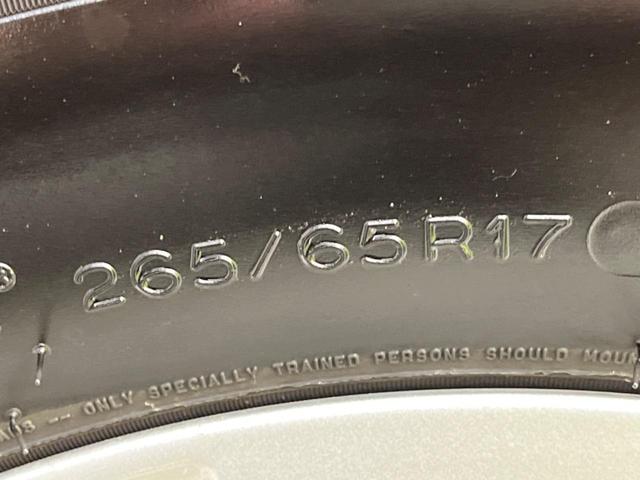 ® 265/65R17
-- ONLY SPECIALLY TRAINED PERSONS SHOULD